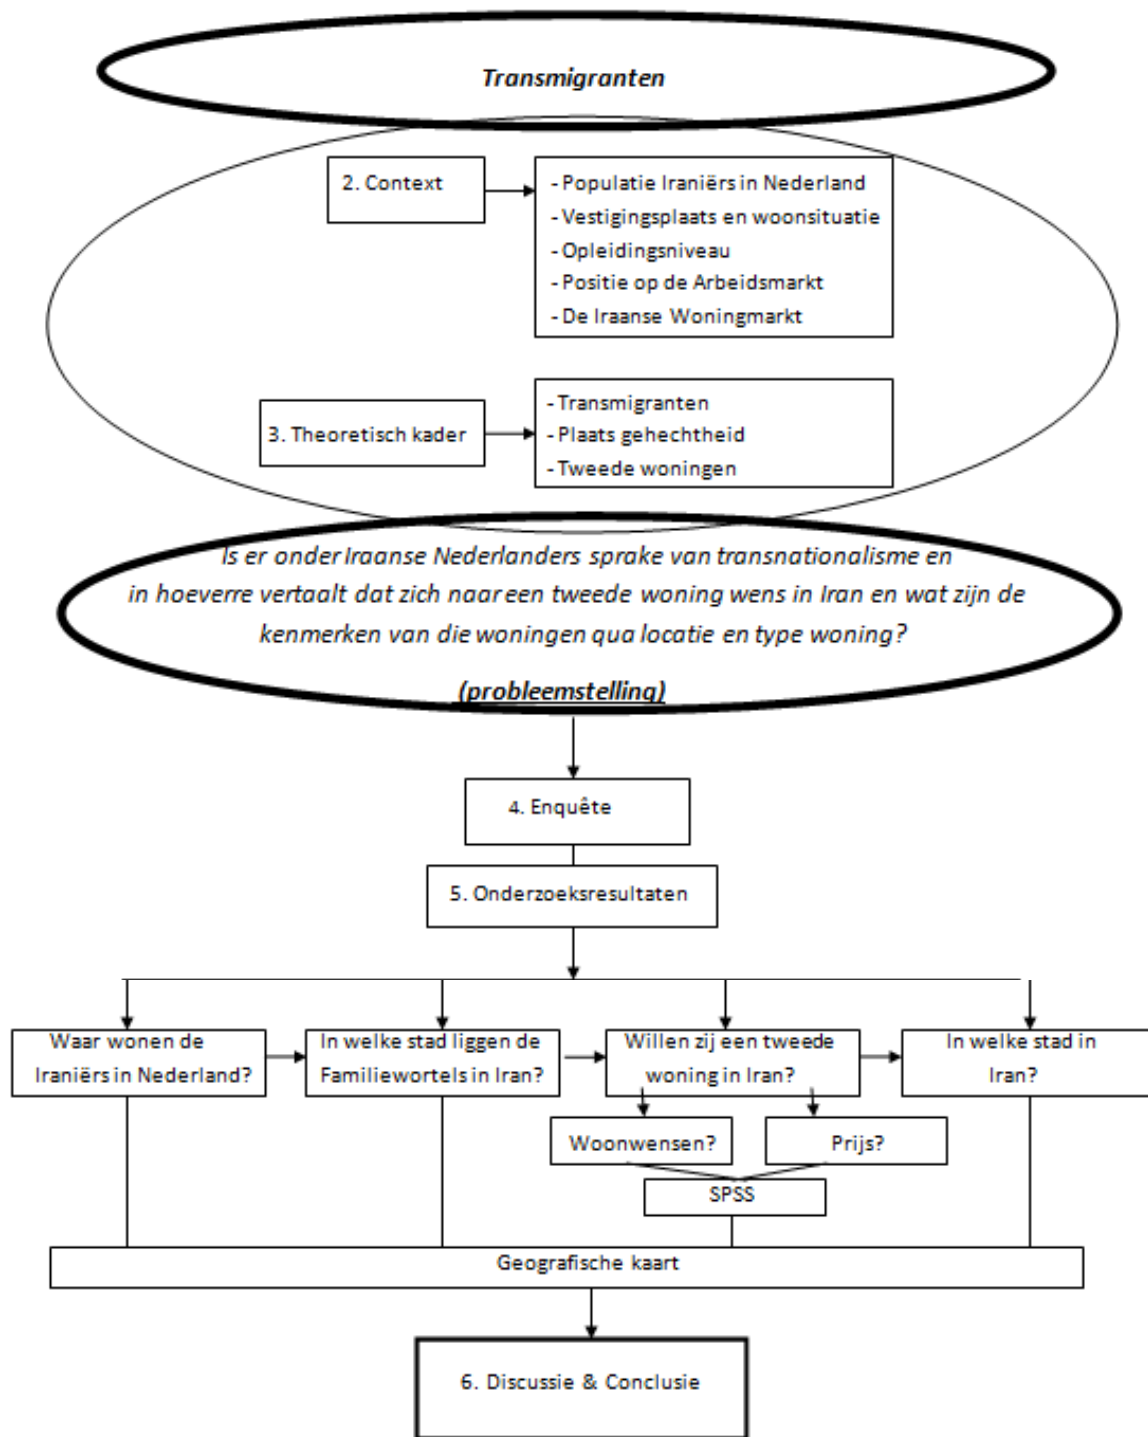 Transmigranten
2. Context
- Populatie Iraniërs in Nederland
- Vestigingsplaats en woonsituatie
- Opleidingsniveau
- Positie op de Arbeidsmarkt
- De Iraanse Woningmarkt
3. Theoretisch kader
- Transmigranten
- Plaats gehechtheid
- Tweede woningen
Is er onder Iraanse Nederlanders sprake van transnationalisme en
in hoeverre vertaalt dat zich naar een tweede woning wens in Iran en wat zijn de
kenmerken van die woningen qua locatie en type woning?
(probleemstelling)
4. Enquête
5. Onderzoeksresultaten
Waar wonen de
Iraniërs in Nederland?
In welke stad liggen de
Familiewortels in Iran?
Willen zij een tweede
woning in Iran?
In welke stad in
Iran?
Woonwensen?
Prijs?
SPSS
Geografische kaart
6. Discussie & Conclusie